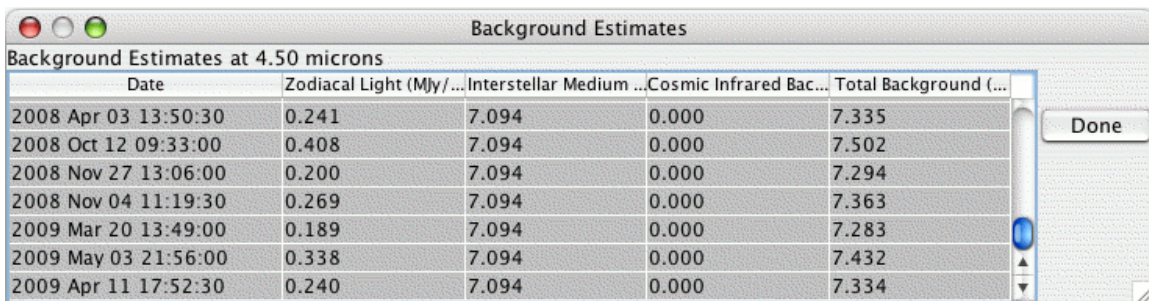 Background Estimates
Background Estimates at 4.50 microns
Date Zodiacal Light (MJy/... Interstellar Medium ... Cosmic Infrared Bac... Total Background (...
2008 Apr 03 13:50:30 0.241 7.094 0.000 7.335
Done
2008 Oct 12 09:33:00 0.408 7.094 0.000 7.502
2008 Nov 27 13:06:00 0.200 7.094 0.000 7.294
2008 Nov 04 11:19:30 0.269 7.094 0.000 7.363
2009 Mar 20 13:49:00 0.189 7.094 0.000 7.283
2009 May 03 21:56:00 0.338 7.094 0.000 7.432
2009 Apr 11 17:52:30 0.240 7.094 0.000 7.334